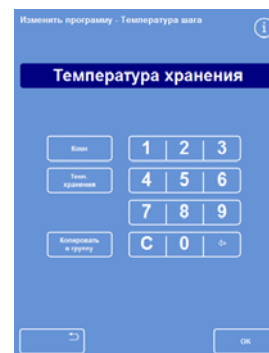 Изменить программу - Температура шага
i
Температура хранения
Комн
1 2 3
Темп.
хранения
4 5 6
7 8 9
Копировать
в группу
C 0
OK